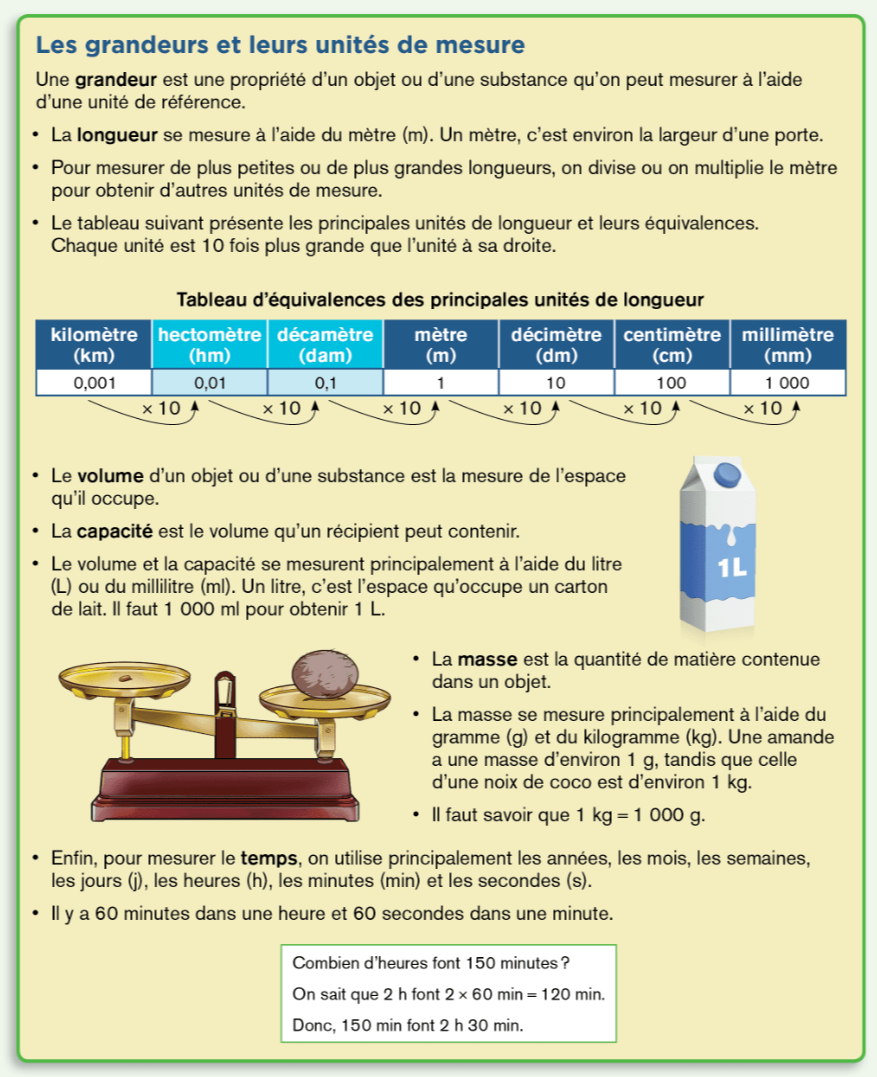 Les grandeurs et leurs unités de mesure
Une grandeur est une propriété d'un objet ou d'une substance qu'on peut mesurer à l'aide
d'une unité de référence.
• La longueur se mesure à l'aide du mètre (m). Un mètre, c'est environ la largeur d'une porte.
• Pour mesurer de plus petites ou de plus grandes longueurs, on divise ou on multiplie le mètre
pour obtenir d'autres unités de mesure.
• Le tableau suivant présente les principales unités de longueur et leurs équivalences.
Chaque unité est 10 fois plus grande que l'unité à sa droite.
Tableau d'équivalences des principales unités de longueur
kilomètre hectomètre décamètre mètre décimètre centimètre millimètre
(km) (hm) (dam) (m) (dm) (cm) (mm)
0,001 0,01 0,1 1 10 100 1 000
× 10 × 10 × 10 × 10 × 10 × 10
• Le volume d'un objet ou d'une substance est la mesure de l'espace
qu'il occupe.
• La capacité est le volume qu'un récipient peut contenir.
• Le volume et la capacité se mesurent principalement à l'aide du litre
(L) ou du millilitre (ml). Un litre, c'est l'espace qu'occupe un carton
de lait. Il faut 1 000 ml pour obtenir 1 L.
1L
• La masse est la quantité de matière contenue
dans un objet.
• La masse se mesure principalement à l'aide du
gramme (g) et du kilogramme (kg). Une amande
a une masse d'environ 1 g, tandis que celle
d'une noix de coco est d'environ 1 kg.
• Il faut savoir que 1 kg = 1 000 g.
• Enfin, pour mesurer le temps, on utilise principalement les années, les mois, les semaines,
les jours (j), les heures (h), les minutes (min) et les secondes (s).
• Il y a 60 minutes dans une heure et 60 secondes dans une minute.
Combien d'heures font 150 minutes ?
On sait que 2 h font 2 × 60 min = 120 min.
Donc, 150 min font 2 h 30 min.